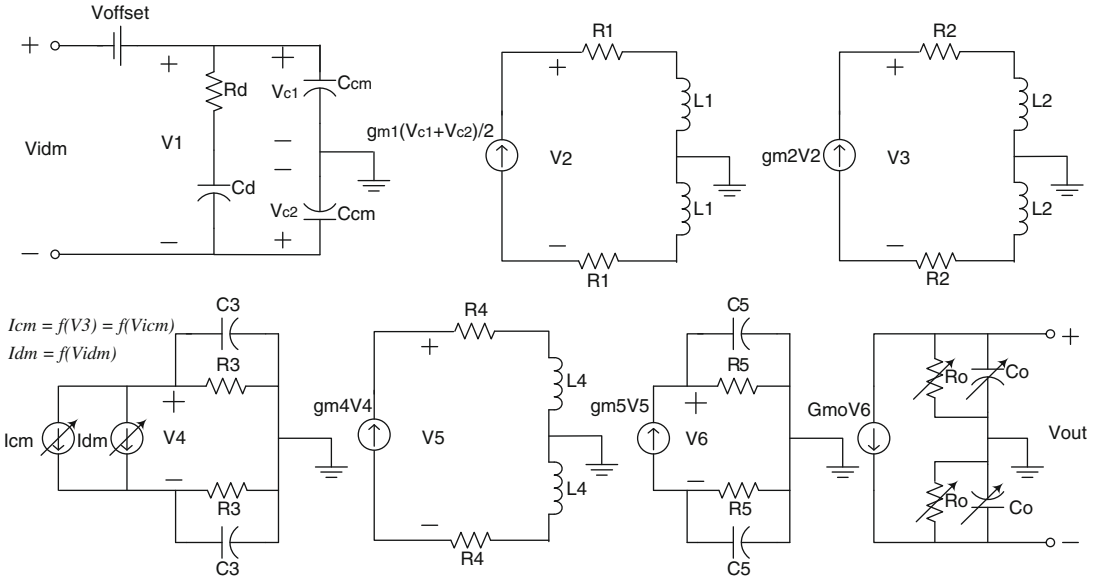 Voffset
+
+
+
Rd
Vc1
Ccm
Vidm
V1
−
−
Cd
Vc2
Ccm
−
−
+
R1
+
L1
gm1(Vc1+Vc2)/2
V2
L1
−
R1
R2
+
L2
gm2V2
V3
L2
−
R2
Icm = f(V3) = f(Vicm)
Idm = f(Vidm)
C3
R3
+
Icm
Idm
V4
−
R3
C3
R4
+
L4
gm4V4
V5
L4
−
R4
C5
R5
+
gm5V5
V6
−
R5
C5
+
Ro
Co
GmoV6
Vout
Ro
Co
−